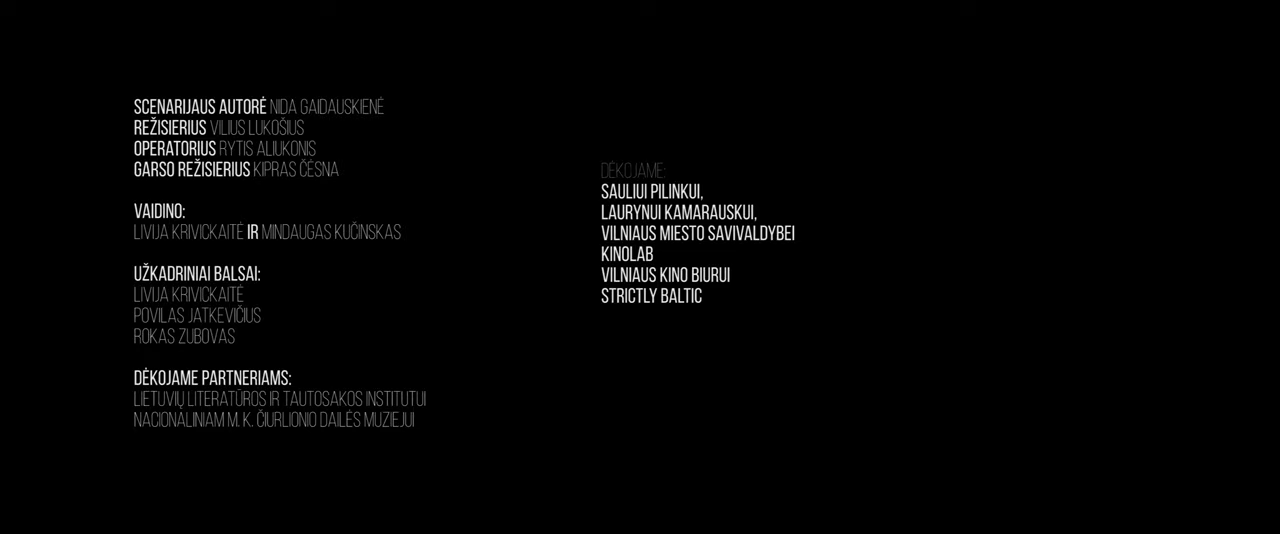 SCENARIJAUS AUTORĖ NIDA GAIDAUSKIENĖ
REŽISIERIUS VILIUS LUKOŠIUS
OPERATORIUS RYTIS ALIUKONIS
GARSO REŽISIERIUS KIPRAS ČĖSNA
VAIDINO:
LIVIJA KRIVICKAITĖ IR MINDAUGAS KUČINSKAS
UŽKADRINIAI BALSAI:
LIVIJA KRIVICKAITĖ
POVILAS JATKEVIČIUS
ROKAS ZUBOVAS
DĖKOJAME PARTNERIAMS:
LIETUVIŲ LITERATŪROS IR TAUTOSAKOS INSTITUTUI
NACIONALINIAM M. K. ČIURLIONIO DAILĖS MUZIEJUI
DĖKOJAME:
SAULIUI PILINKUI,
LAURYNUI KAMARAUSKUI,
VILNIAUS MIESTO SAVIVALDYBEI
KINOLAB
VILNIAUS KINO BIURUI
STRICTLY BALTIC